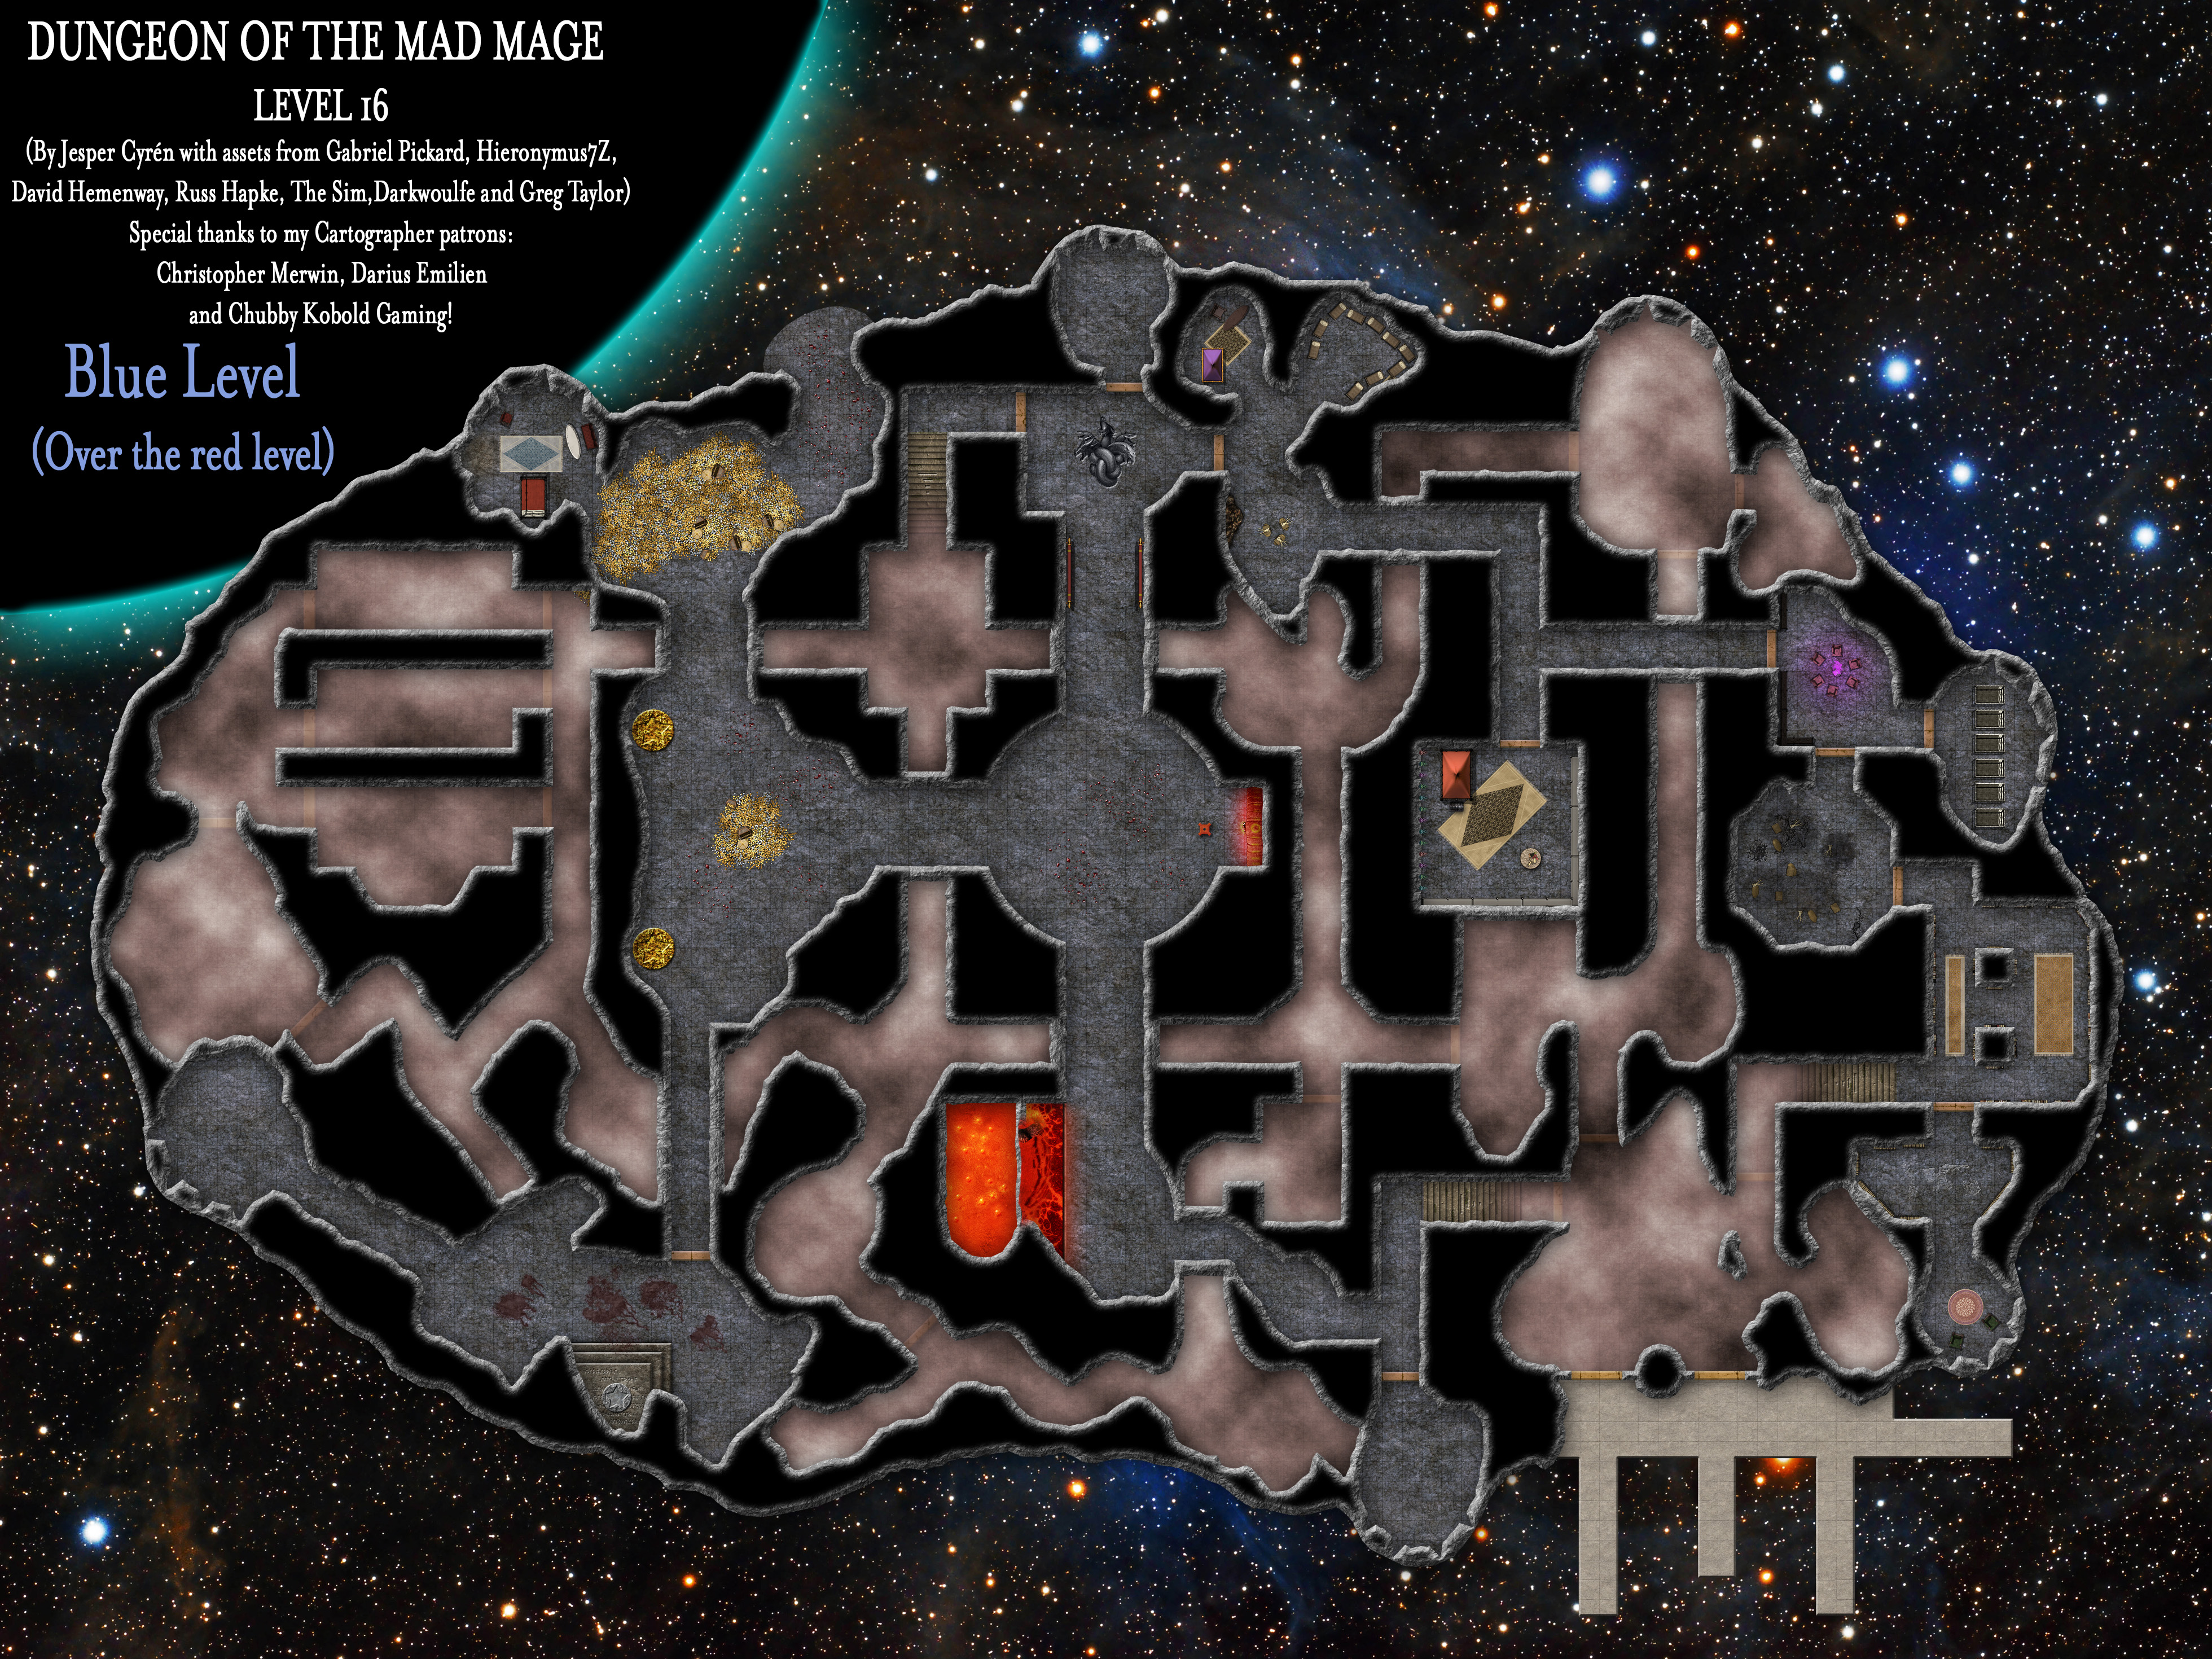 DUNGEON OF THE MAD MAGE
LEVEL 16
(By Jesper Cyrén with assets from Gabriel Pickard, Hieronymus7Z,
David Hemenway, Russ Hapke, The Sim,Darkwoulfe and Greg Taylor)
Special thanks to my Cartographer patrons:
Christopher Merwin, Darius Emilien
and Chubby Kobold Gaming!
Blue Level
(Over the red level)